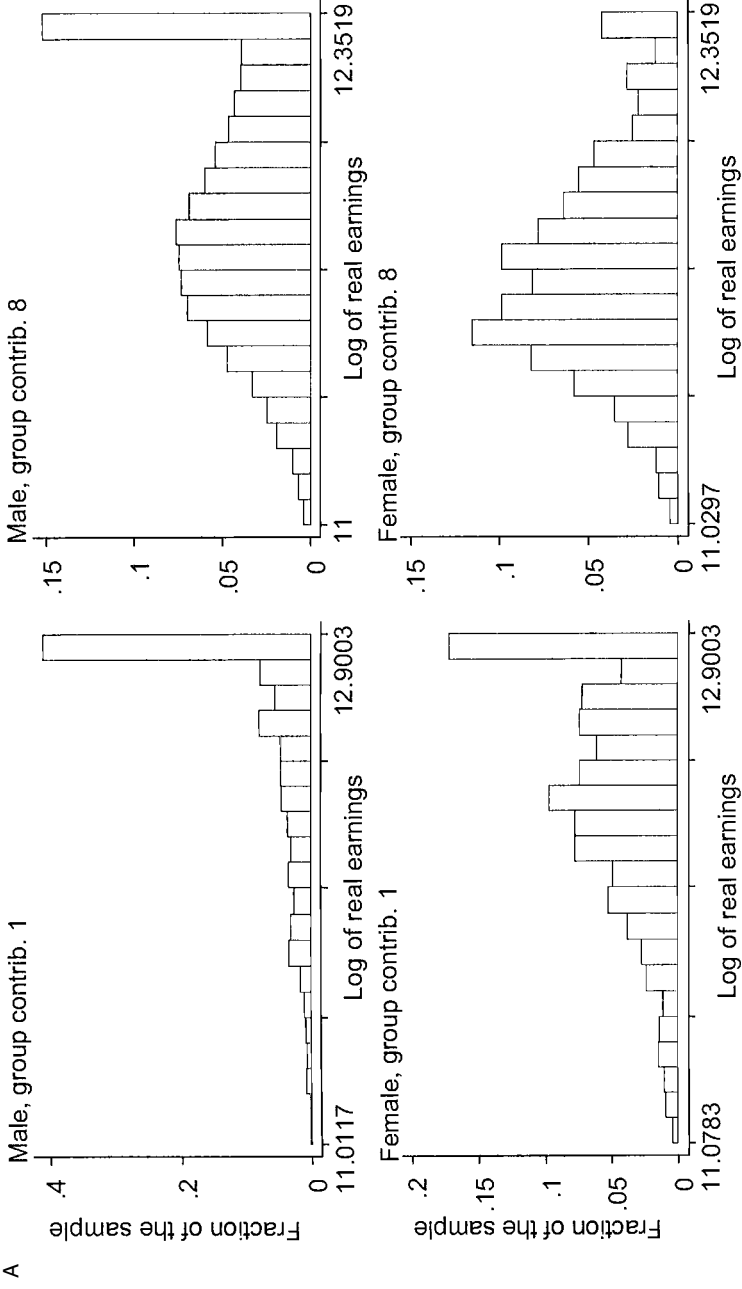 A
Male, group contrib. 1
Male, group contrib. 8
Fraction of the sample
.4
.2
0
11.0117
12.9003
Log of real earnings
.15
.1
.05
0
11
12.3519
Log of real earnings
Female, group contrib. 1
Female, group contrib. 8
Fraction of the sample
.2
.15
.1
.05
0
11.0783
12.9003
Log of real earnings
.15
.1
.05
0
11.0297
12.3519
Log of real earnings